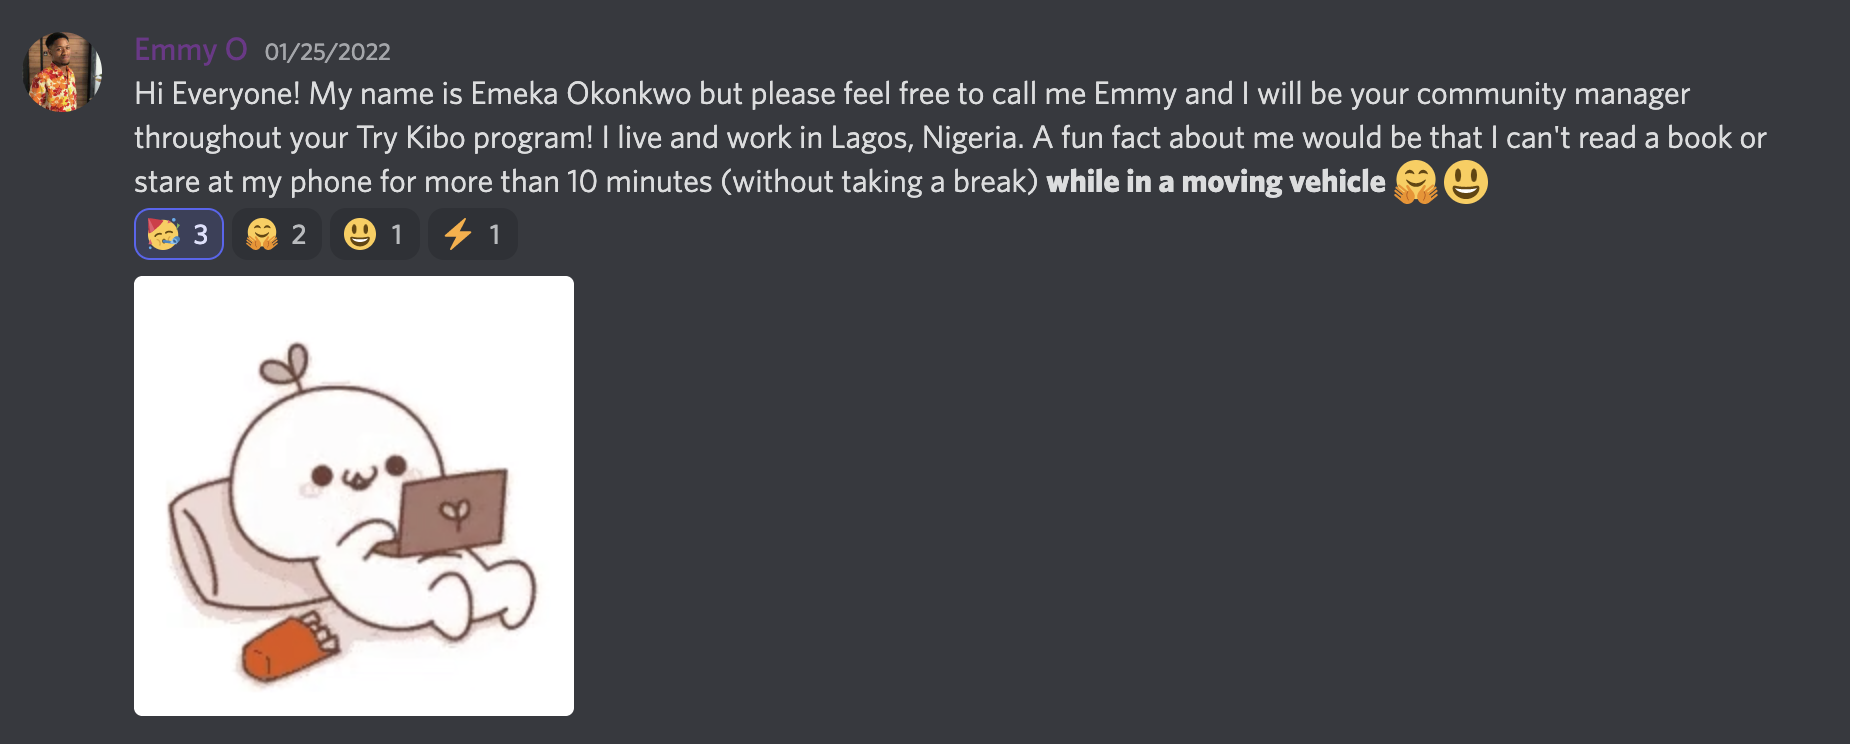 Emmy O 01/25/2022
Hi Everyone! My name is Emeka Okonkwo but please feel free to call me Emmy and I will be your community manager
throughout your Try Kibo program! I live and work in Lagos, Nigeria. A fun fact about me would be that I can't read a book or
stare at my phone for more than 10 minutes (without taking a break) while in a moving vehicle 🤗😃
🥳 3 🤗 2 😃 1 ⚡ 1